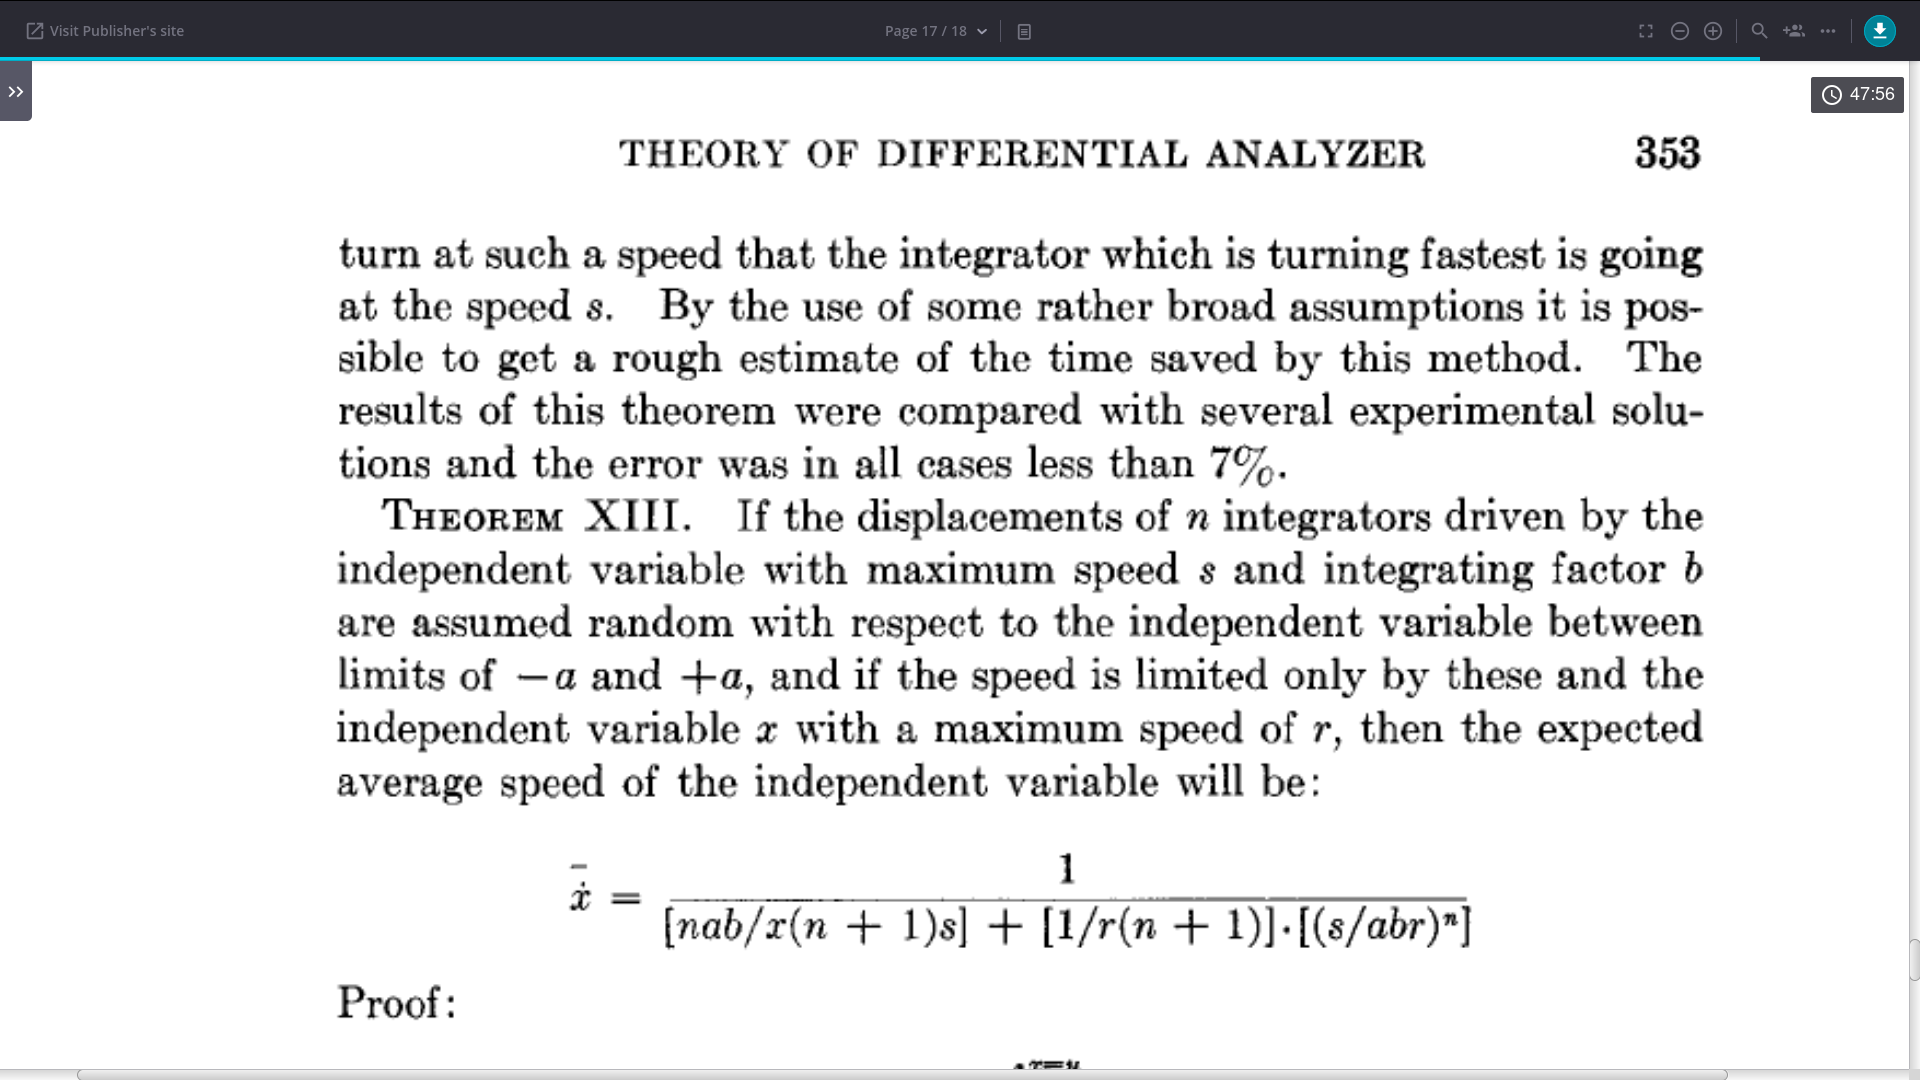 Visit Publisher's site
Page 17 / 18
47:56
THEORY OF DIFFERENTIAL ANALYZER 353
turn at such a speed that the integrator which is turning fastest is going
at the speed s. By the use of some rather broad assumptions it is pos-
sible to get a rough estimate of the time saved by this method. The
results of this theorem were compared with several experimental solu-
tions and the error was in all cases less than 7%.
THEOREM XIII. If the displacements of n integrators driven by the
independent variable with maximum speed s and integrating factor b
are assumed random with respect to the independent variable between
limits of −a and +a, and if the speed is limited only by these and the
independent variable x with a maximum speed of r, then the expected
average speed of the independent variable will be:
1
x̄̇ =
[nab/x(n + 1)s] + [1/r(n + 1)]·[(s/abr)ⁿ]
Proof: